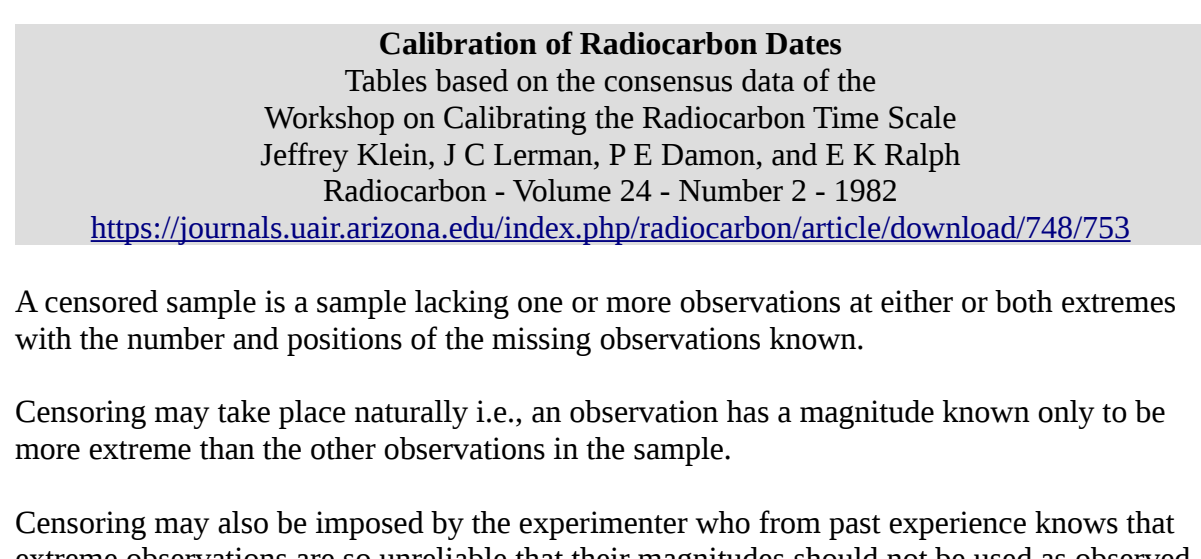 Calibration of Radiocarbon Dates
Tables based on the consensus data of the
Workshop on Calibrating the Radiocarbon Time Scale
Jeffrey Klein, J C Lerman, P E Damon, and E K Ralph
Radiocarbon - Volume 24 - Number 2 - 1982
https://journals.uair.arizona.edu/index.php/radiocarbon/article/download/748/753
A censored sample is a sample lacking one or more observations at either or both extremes
with the number and positions of the missing observations known.
Censoring may take place naturally i.e., an observation has a magnitude known only to be
more extreme than the other observations in the sample.
Censoring may also be imposed by the experimenter who from past experience knows that
extreme observations are so unreliable that their magnitudes should not be used as observed